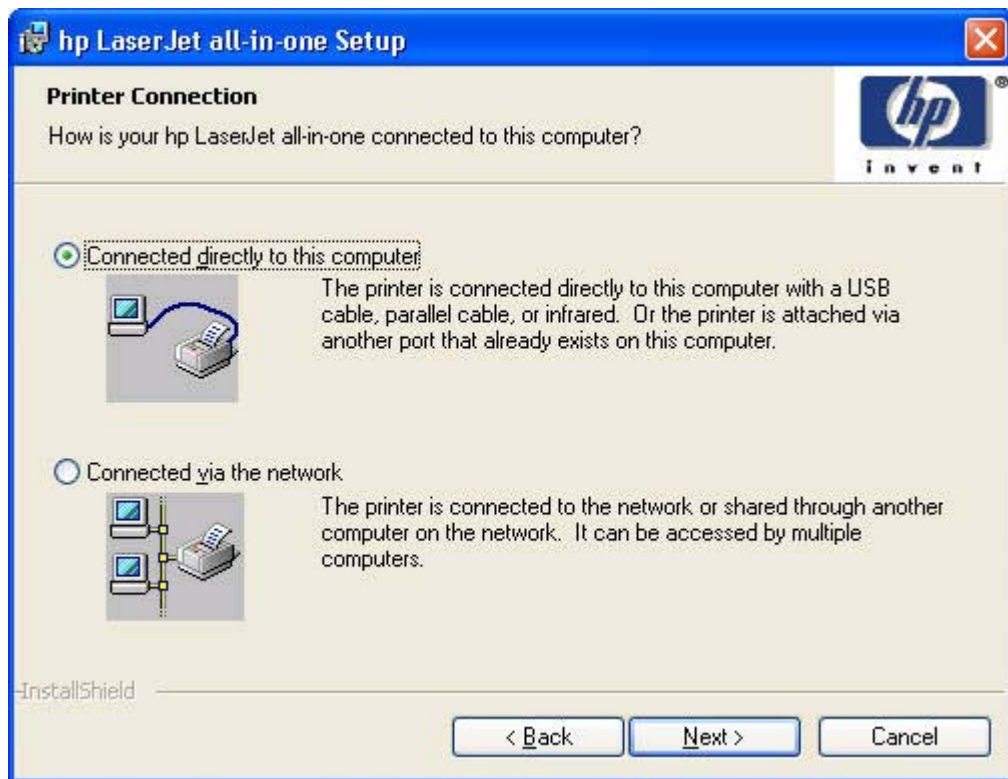 hp LaserJet all-in-one Setup
Printer Connection
How is your hp LaserJet all-in-one connected to this computer?
hp ®
invent
Connected directly to this computer
The printer is connected directly to this computer with a USB
cable, parallel cable, or infrared. Or the printer is attached via
another port that already exists on this computer.
Connected via the network
The printer is connected to the network or shared through another
computer on the network. It can be accessed by multiple
computers.
InstallShield
< Back
Next >
Cancel